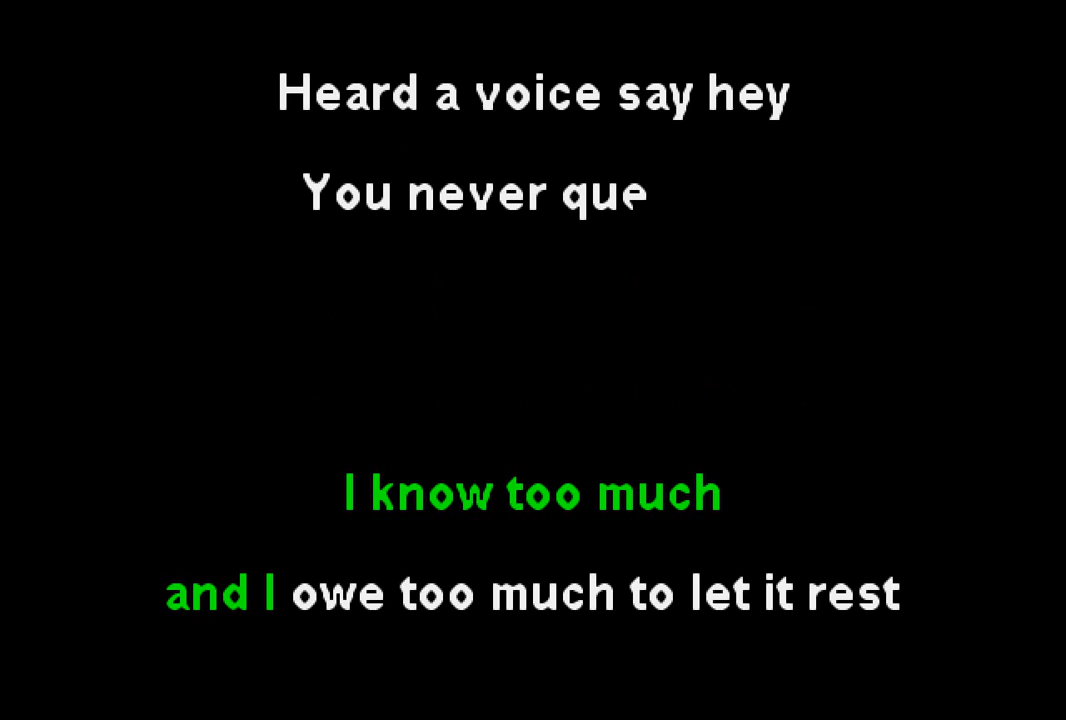 Heard a voice say hey
You never que
I know too much
and I owe too much to let it rest